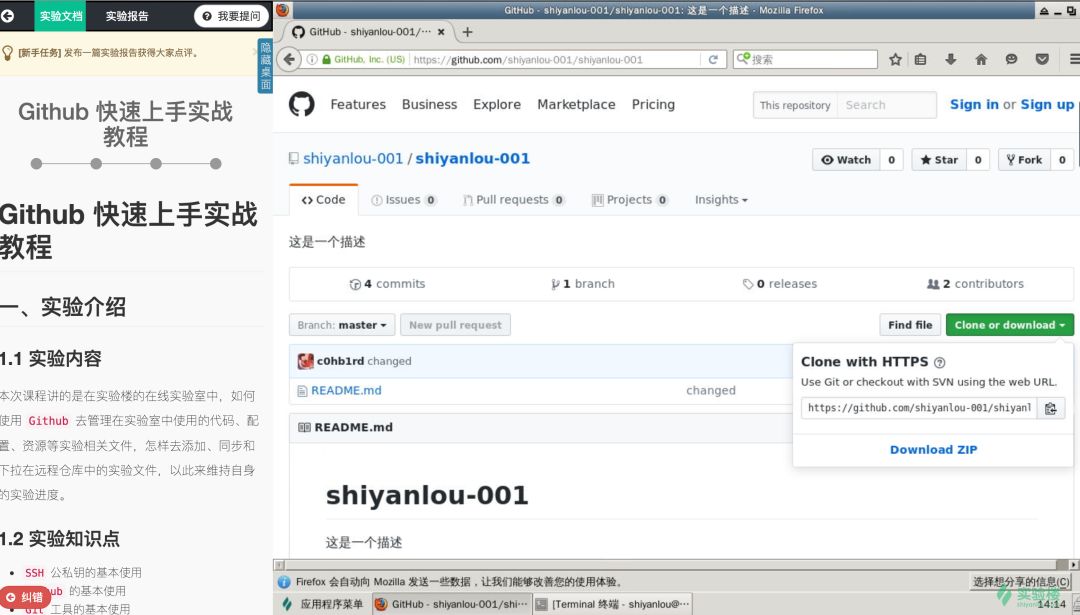 实验文档 实验报告 我要提问
[新手任务] 发布一篇实验报告获得大家点评。
隐藏桌面
Github 快速上手实战
教程
Github 快速上手实战
教程
一、实验介绍
1.1 实验内容
本次课程讲的是在实验楼的在线实验室中，如何
使用 Github 去管理在实验室中使用的代码、配
置、资源等实验相关文件，怎样去添加、同步和
下拉在远程仓库中的实验文件，以此来维持自身
的实验进度。
1.2 实验知识点
SSH 公私钥的基本使用
ub 的基本使用
Git 工具的基本使用
纠错
GitHub - shiyanlou-001/shiyanlou-001: 这是一个描述 - Mozilla Firefox
GitHub - shiyanlou-001/··· × +
GitHub, Inc. (US) https://github.com/shiyanlou-001/shiyanlou-001 搜索
Features Business Explore Marketplace Pricing This repository Search Sign in or Sign up
shiyanlou-001 / shiyanlou-001 Watch 0 Star 0 Fork 0
Code Issues 0 Pull requests 0 Projects 0 Insights
这是一个描述
4 commits 1 branch 0 releases 2 contributors
Branch: master New pull request Find file Clone or download
c0hb1rd changed
README.md changed
README.md
Clone with HTTPS
Use Git or checkout with SVN using the web URL.
https://github.com/shiyanlou-001/shiyanl
Download ZIP
shiyanlou-001
这是一个描述
Firefox 会自动向 Mozilla 发送一些数据，让我们能够改善您的使用体验。 选择想分享的信息(C)
应用程序菜单 GitHub - shiyanlou-001/shi··· [Terminal 终端 - shiyanlou@··· 14:14
实验楼